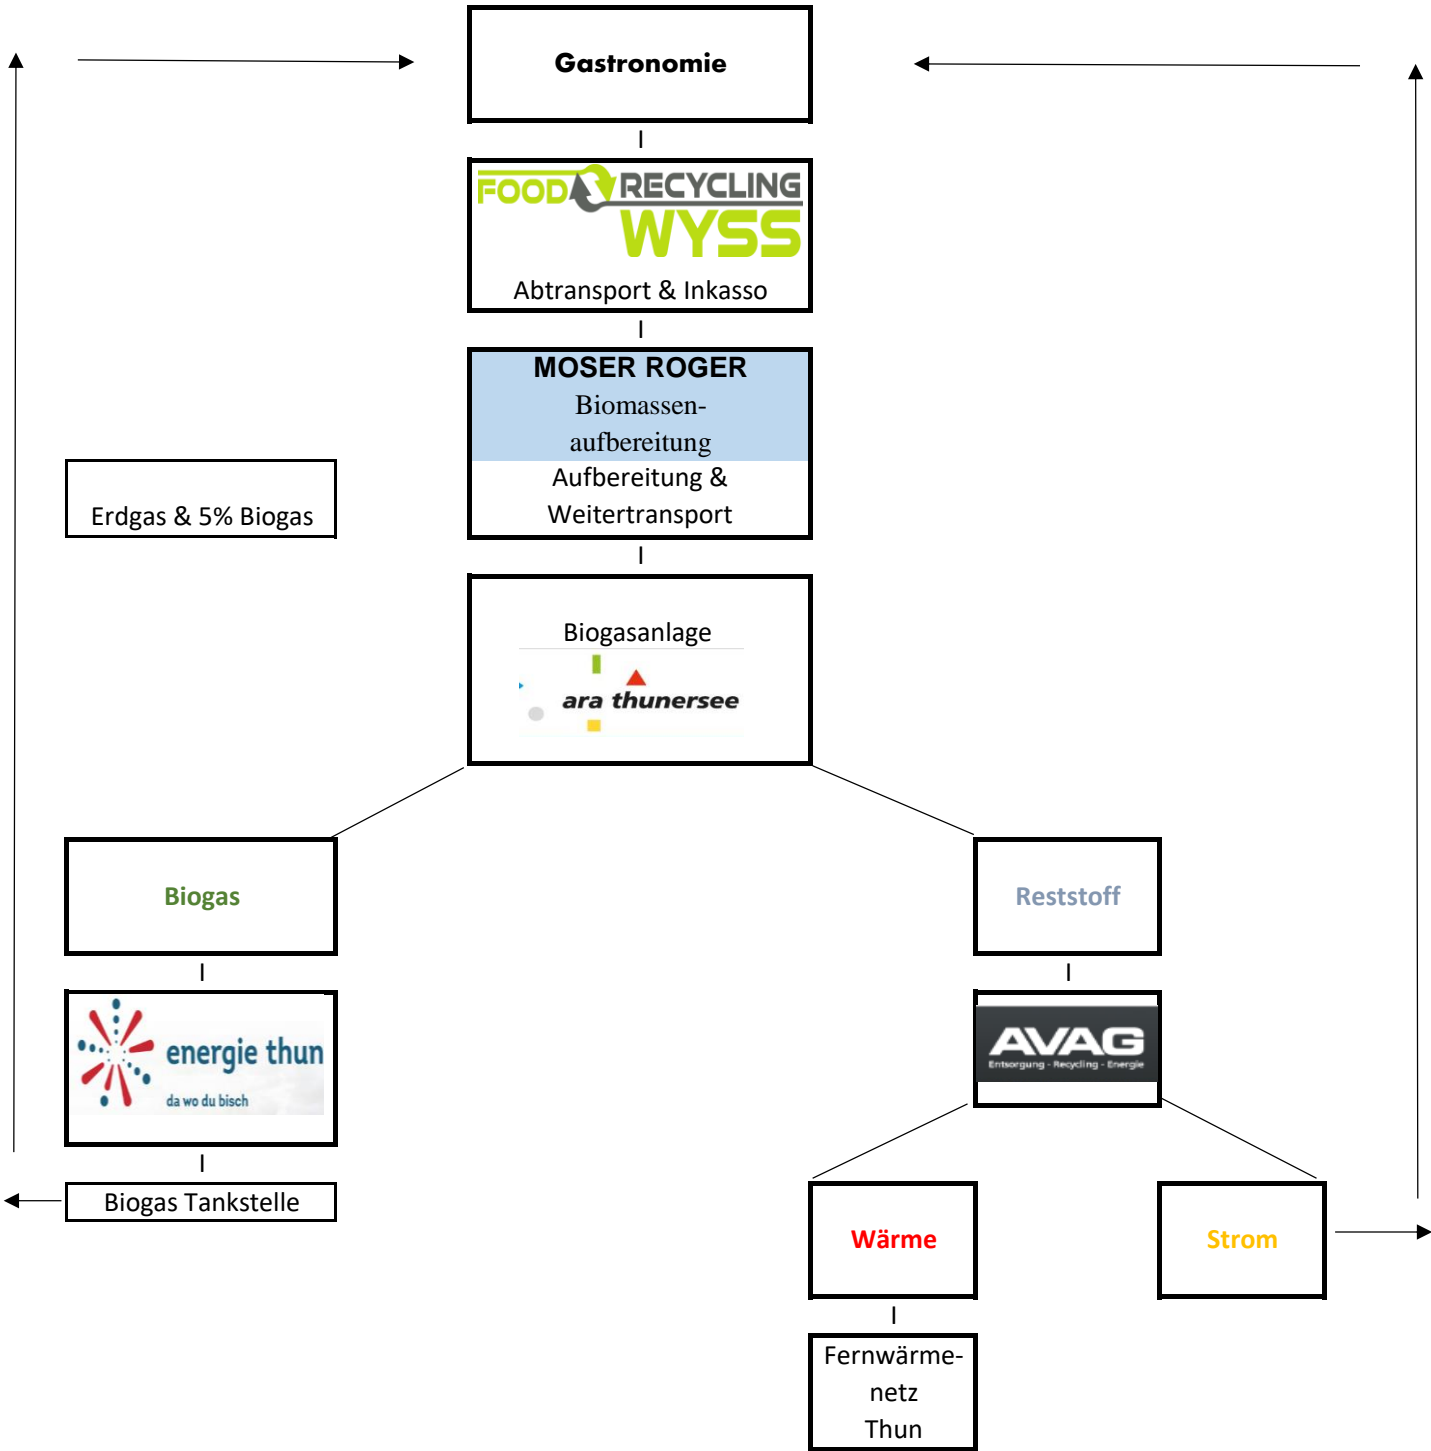 Gastronomie
FOOD RECYCLING
WYSS
Abtransport & Inkasso
MOSER ROGER
Biomassen-
aufbereitung
Aufbereitung &
Weitertransport
Erdgas & 5% Biogas
Biogasanlage
ara thunersee
Biogas
Reststoff
energie thun
da wo du bisch
AVAG
Entsorgung - Recycling - Energie
Biogas Tankstelle
Wärme
Strom
Fernwärme-
netz
Thun